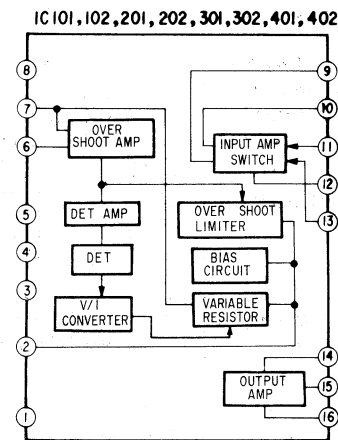 IC101,102,201,202,301,302,401,402
8
9
7
10
OVER
SHOOT AMP
INPUT AMP
SWITCH
6
11
12
5
DET AMP
OVER SHOOT
LIMITER
13
4
DET
BIAS
CIRCUIT
3
V/I
CONVERTER
VARIABLE
RESISTOR
2
14
OUTPUT
AMP
15
1
16